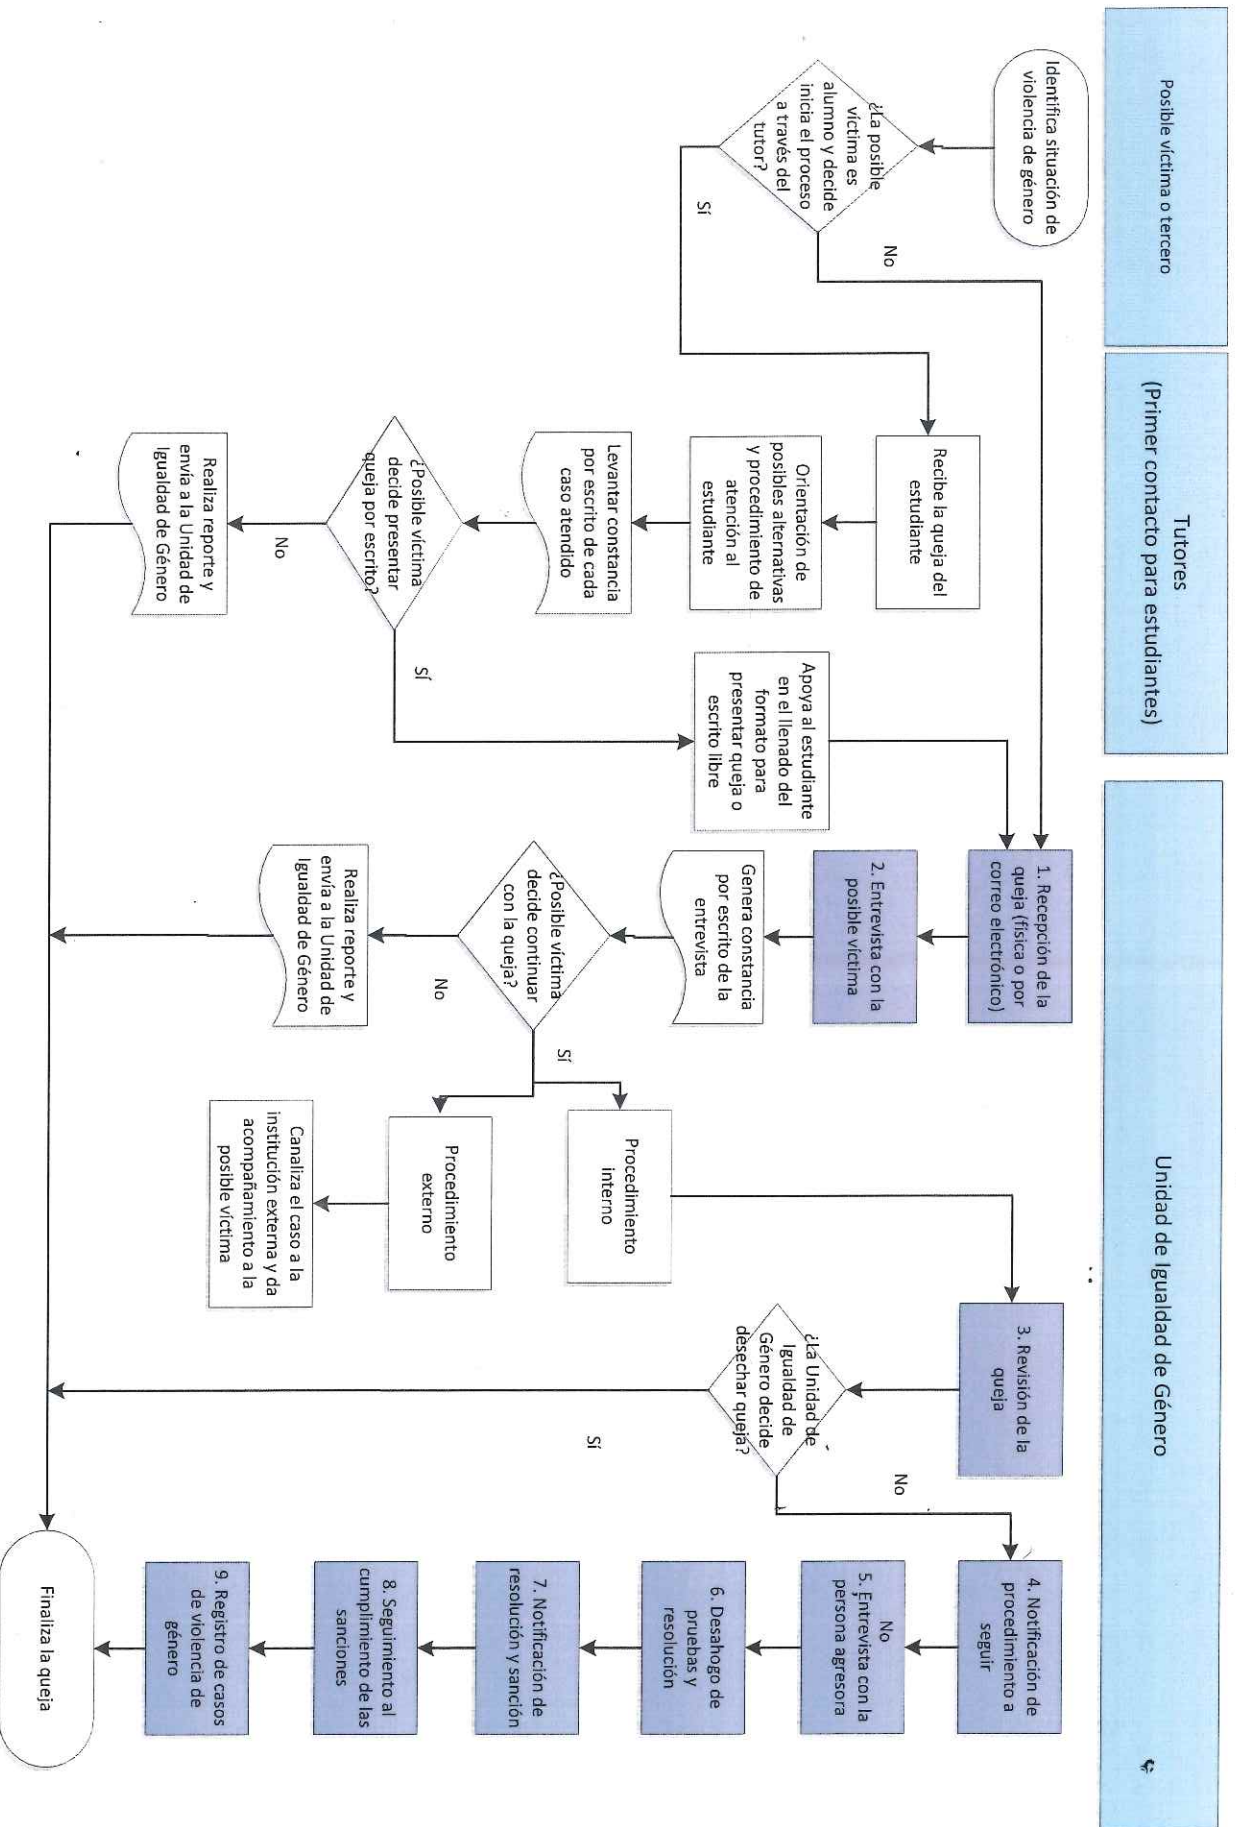 Posible víctima o tercero
Tutores
(Primer contacto para estudiantes)
Unidad de Igualdad de Género
Identifica situación de
violencia de género
¿La posible
víctima es
alumno y decide
inicia el proceso
a través del
tutor?
No
Sí
Recibe la queja del
estudiante
Orientación de
posibles alternativas
y procedimiento de
atención al
estudiante
Levantar constancia
por escrito de cada
caso atendido
¿Posible víctima
decide presentar
queja por escrito?
No
Sí
Realiza reporte y
envía a la Unidad de
Igualdad de Género
Apoya al estudiante
en el llenado del
formato para
presentar queja o
escrito libre
1. Recepción de la
queja (física o por
correo electrónico)
2. Entrevista con la
posible víctima
Genera constancia
por escrito de la
entrevista
¿Posible víctima
decide continuar
con la queja?
No
Sí
Realiza reporte y
envía a la Unidad de
Igualdad de Género
Procedimiento
interno
Procedimiento
externo
Canaliza el caso a la
institución externa y da
acompañamiento a la
posible víctima
3. Revisión de la
queja
¿La Unidad de
Igualdad de
Género decide
desechar queja?
No
Sí
4. Notificación de
procedimiento a
seguir
No
5. Entrevista con la
persona agresora
6. Desahogo de
pruebas y
resolución
7. Notificación de
resolución y sanción
8. Seguimiento al
cumplimiento de las
sanciones
9. Registro de casos
de violencia de
género
Finaliza la queja